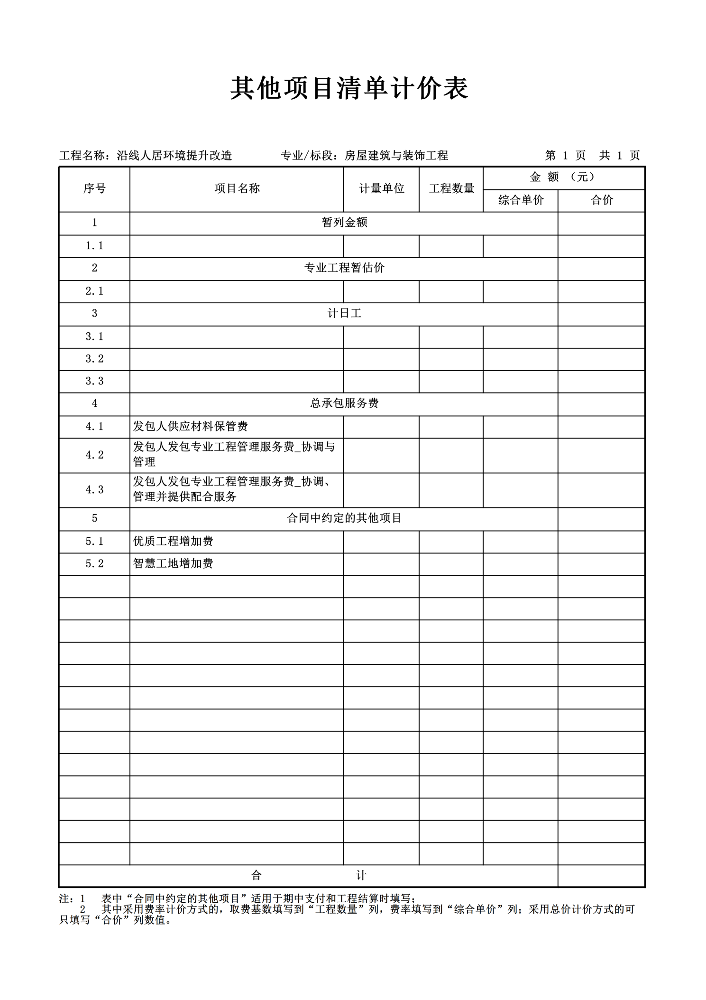 其他项目清单计价表
工程名称：沿线人居环境提升改造 专业/标段：房屋建筑与装饰工程 第 1 页 共 1 页
序号 项目名称 计量单位 工程数量 金 额 （元）
综合单价 合价
1 暂列金额
1.1
2 专业工程暂估价
2.1
3 计日工
3.1
3.2
3.3
4 总承包服务费
4.1 发包人供应材料保管费
4.2 发包人发包专业工程管理服务费_协调与
管理
4.3 发包人发包专业工程管理服务费_协调、
管理并提供配合服务
5 合同中约定的其他项目
5.1 优质工程增加费
5.2 智慧工地增加费
合 计
注：1 表中“合同中约定的其他项目”适用于期中支付和工程结算时填写；
2 其中采用费率计价方式的，取费基数填写到“工程数量”列，费率填写到“综合单价”列；采用总价计价方式的可
只填写“合价”列数值。